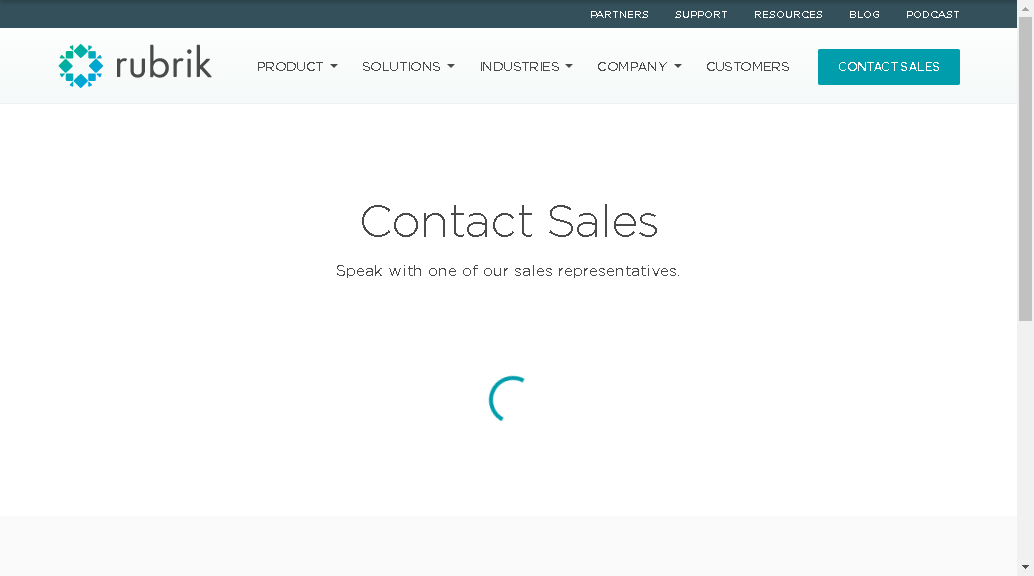 PARTNERS SUPPORT RESOURCES BLOG PODCAST
rubrik PRODUCT SOLUTIONS INDUSTRIES COMPANY CUSTOMERS CONTACT SALES
Contact Sales
Speak with one of our sales representatives.